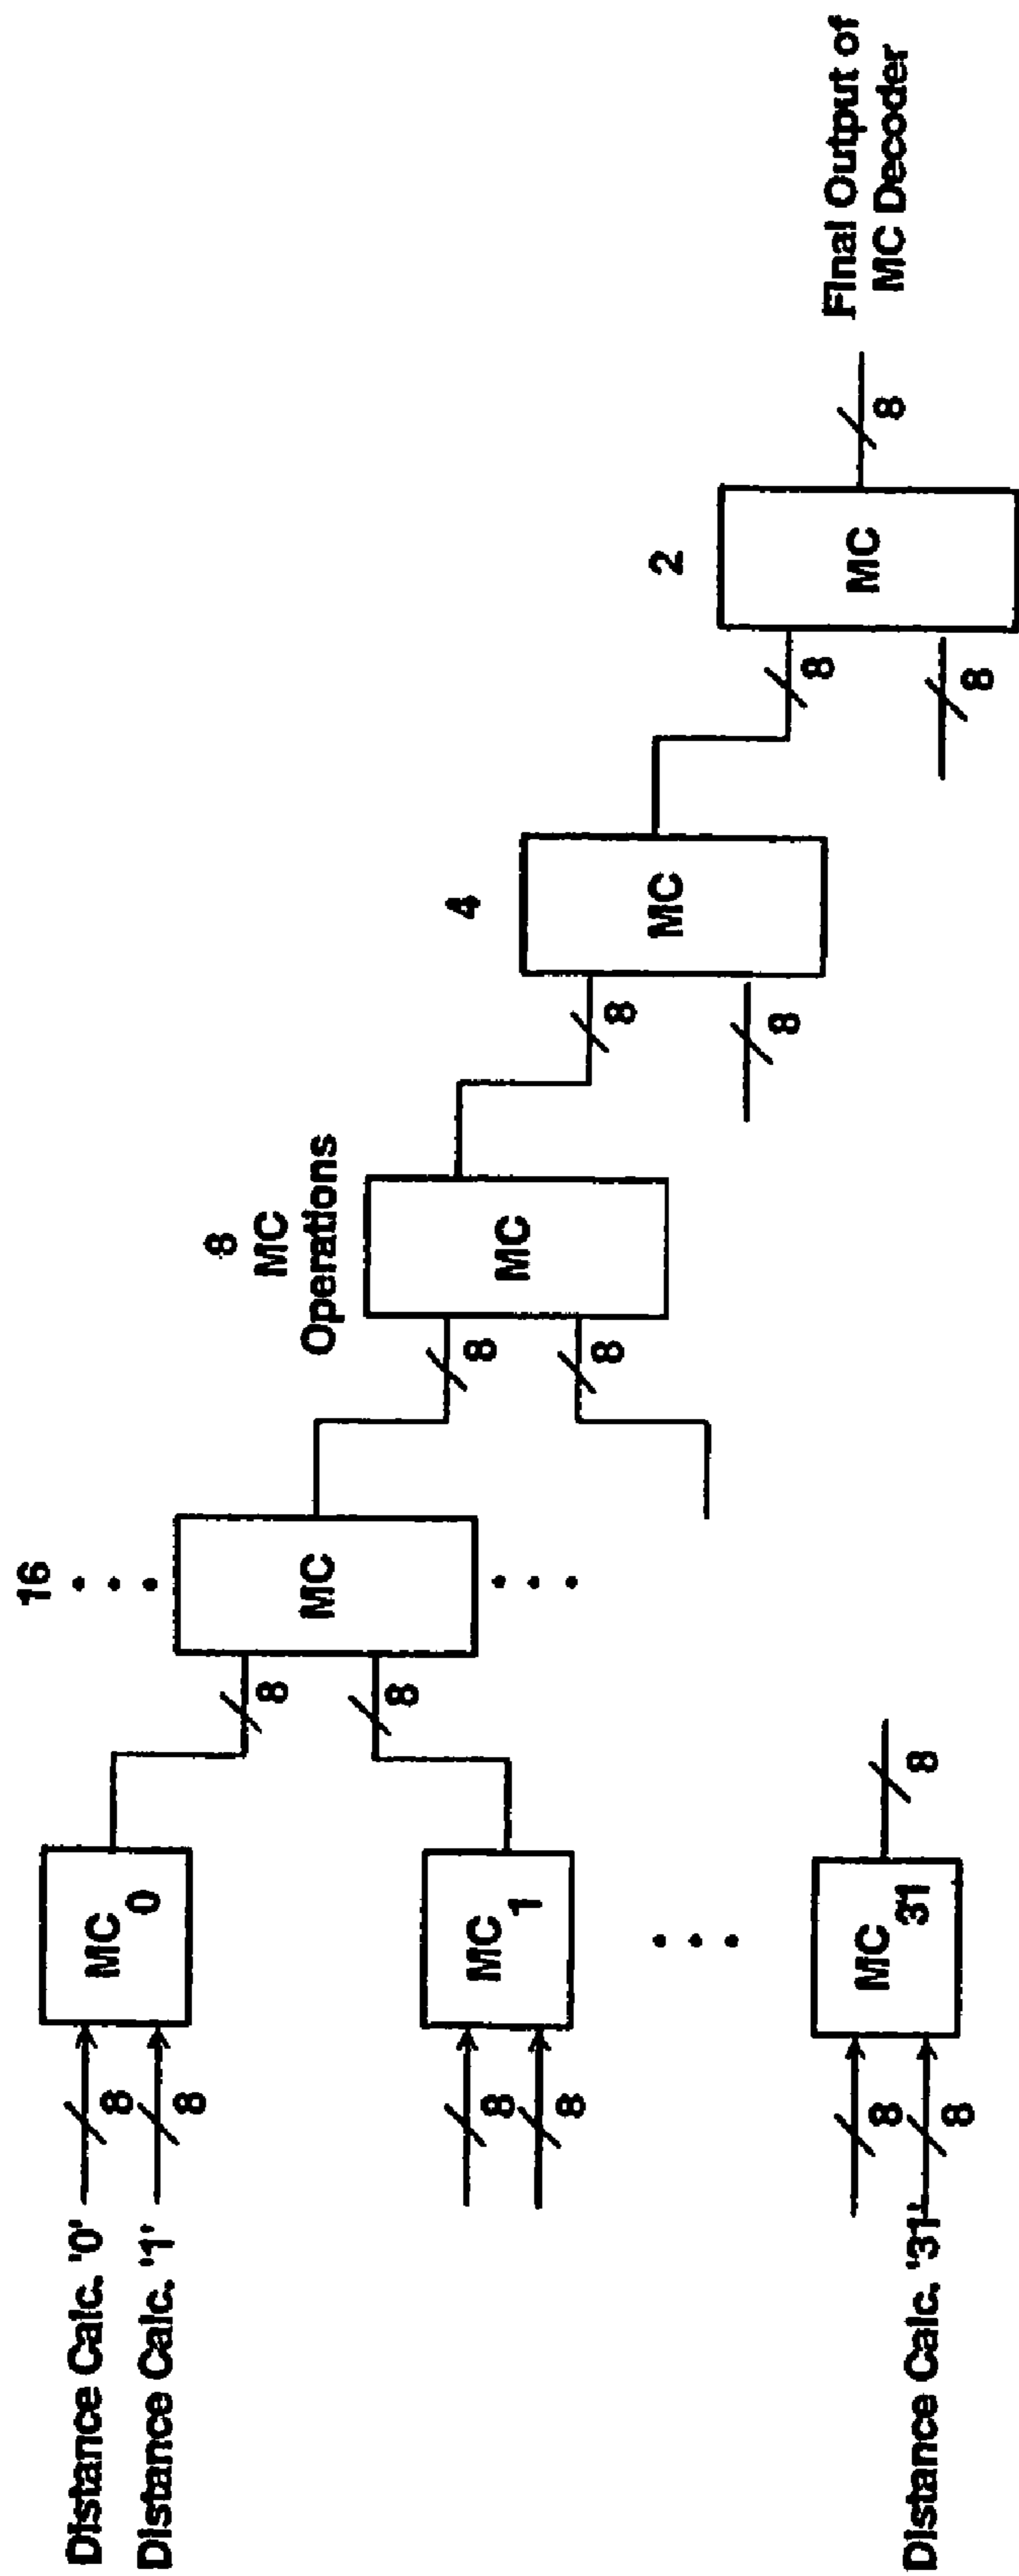 Distance Calc. '0'
Distance Calc. '1'
8
8
MC
0
8
8
MC
1
8
8
Distance Calc. '31'
MC
31
8
16
8
8
MC
8
MC
Operations
8
8
MC
4
8
8
MC
2
8
8
MC
8
Final Output of
MC Decoder